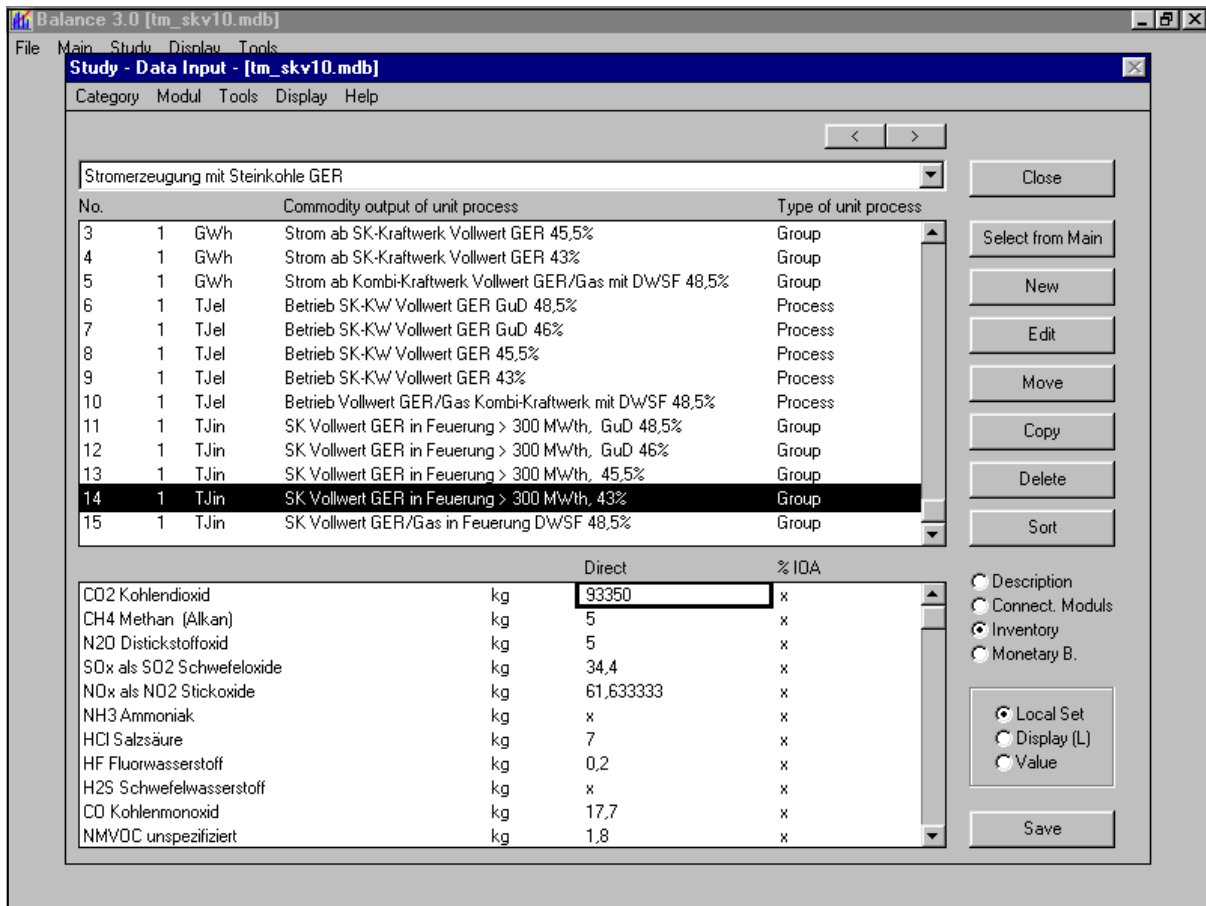 Balance 3.0 [tm_skv10.mdb]
File Main Study Display Tools
Study - Data Input - [tm_skv10.mdb]
Category Modul Tools Display Help
< >
Stromerzeugung mit Steinkohle GER
Close
No. Commodity output of unit process Type of unit process
3 1 GWh Strom ab SK-Kraftwerk Vollwert GER 45,5% Group
4 1 GWh Strom ab SK-Kraftwerk Vollwert GER 43% Group
5 1 GWh Strom ab Kombi-Kraftwerk Vollwert GER/Gas mit DWSF 48,5% Group
6 1 TJel Betrieb SK-KW Vollwert GER GuD 48,5% Process
7 1 TJel Betrieb SK-KW Vollwert GER GuD 46% Process
8 1 TJel Betrieb SK-KW Vollwert GER 45,5% Process
9 1 TJel Betrieb SK-KW Vollwert GER 43% Process
10 1 TJel Betrieb Vollwert GER/Gas Kombi-Kraftwerk mit DWSF 48,5% Process
11 1 TJin SK Vollwert GER in Feuerung > 300 MWth, GuD 48,5% Group
12 1 TJin SK Vollwert GER in Feuerung > 300 MWth, GuD 46% Group
13 1 TJin SK Vollwert GER in Feuerung > 300 MWth, 45,5% Group
14 1 TJin SK Vollwert GER in Feuerung > 300 MWth, 43% Group
15 1 TJin SK Vollwert GER/Gas in Feuerung DWSF 48,5% Group
Select from Main
New
Edit
Move
Copy
Delete
Sort
Direct % IOA
CO2 Kohlendioxid kg 93350 x
CH4 Methan (Alkan) kg 5 x
N2O Distickstoffoxid kg 5 x
SOx als SO2 Schwefeloxide kg 34,4 x
NOx als NO2 Stickoxide kg 61,633333 x
NH3 Ammoniak kg x x
HCl Salzsäure kg 7 x
HF Fluorwasserstoff kg 0,2 x
H2S Schwefelwasserstoff kg x x
CO Kohlenmonoxid kg 17,7 x
NMVOC unspezifiziert kg 1,8 x
Description
Connect. Moduls
Inventory
Monetary B.
Local Set
Display (L)
Value
Save